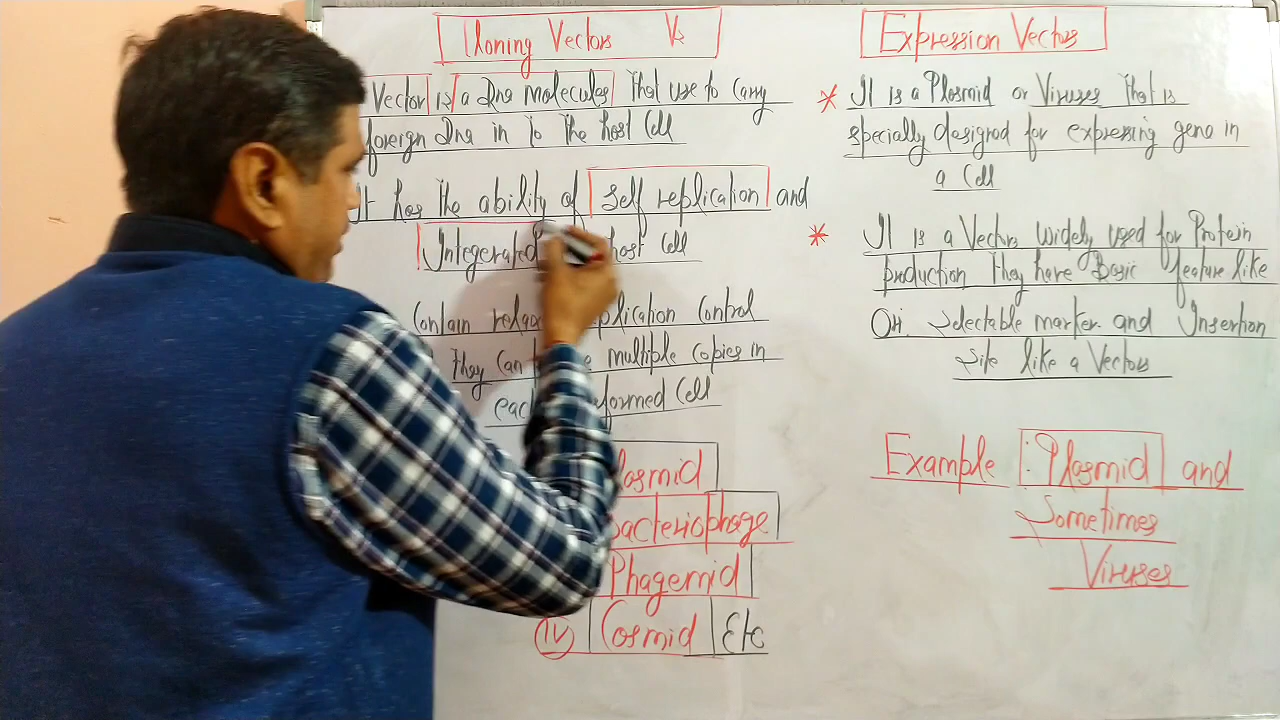 Cloning Vectors Vs
Vector is a Dna molecules That use to Carry
foreign Dna in To The host Cell
It has the ability of self replication and
Integerated host Cell
Contain replication Control
They Can multiple Copies in
each formed Cell
Plasmid
Bacteriophage
Phagemid
IV Cosmid Etc
Expression Vectors
* It is a Plasmid or Viruses That is
specially designed for expressing gene in
a Cell
* It is a Vectors widely used for Protein
production They have Basic feature like
Ori. Selectable marker and Insertion
Site like a Vectors
Example : Plasmid and
Sometimes
Viruses